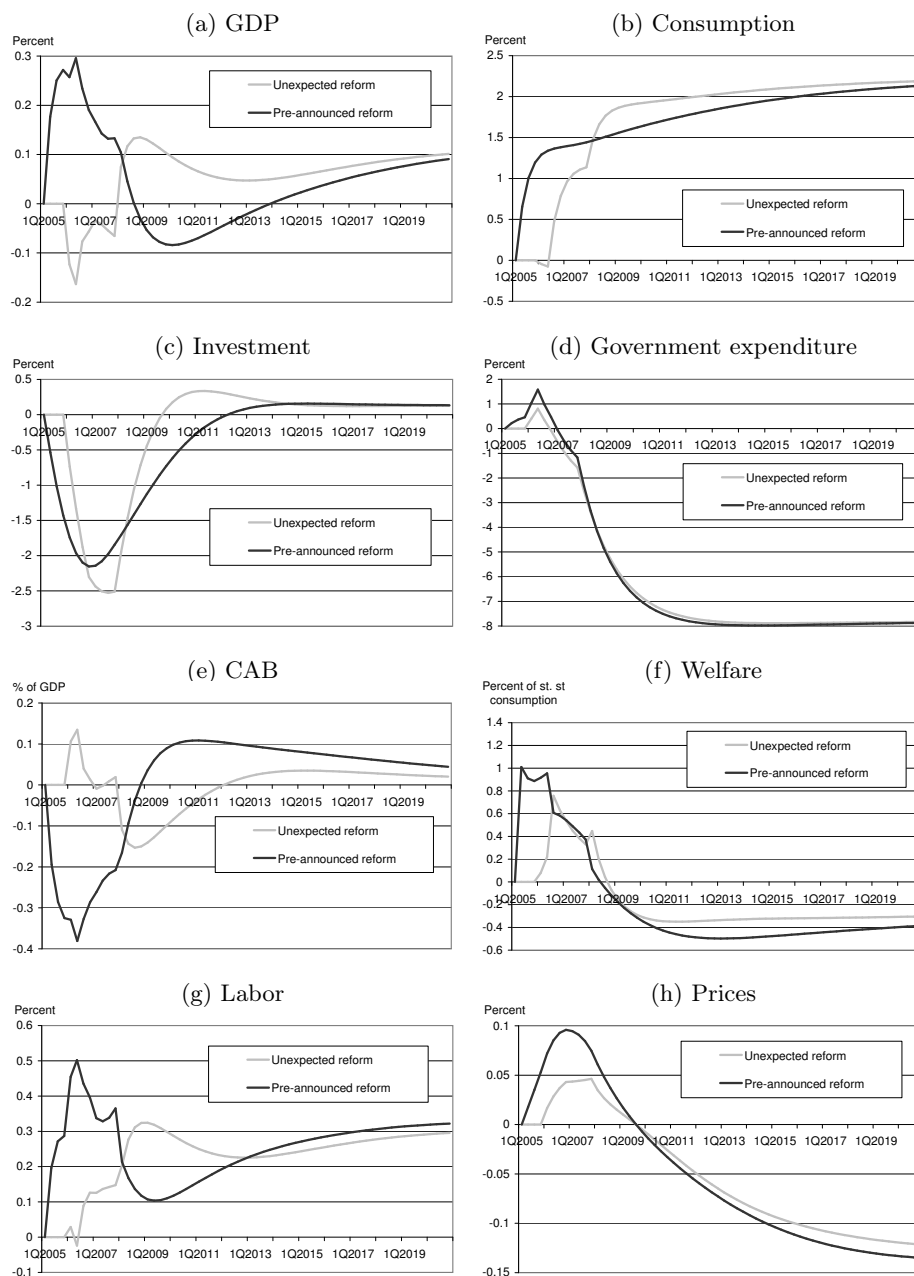 (a) GDP
Percent
0.3
0.2
0.1
0
-0.1
-0.2
1Q2005 1Q2007 1Q2009 1Q2011 1Q2013 1Q2015 1Q2017 1Q2019
Unexpected reform
Pre-announced reform
(b) Consumption
Percent
2.5
2
1.5
1
0.5
0
-0.5
1Q2005 1Q2007 1Q2009 1Q2011 1Q2013 1Q2015 1Q2017 1Q2019
Unexpected reform
Pre-announced reform
(c) Investment
Percent
0.5
0
-0.5
-1
-1.5
-2
-2.5
-3
1Q2005 1Q2007 1Q2009 1Q2011 1Q2013 1Q2015 1Q2017 1Q2019
Unexpected reform
Pre-announced reform
(d) Government expenditure
Percent
2
1
0
-1
-2
-3
-4
-5
-6
-7
-8
1Q2005 1Q2007 1Q2009 1Q2011 1Q2013 1Q2015 1Q2017 1Q2019
Unexpected reform
Pre-announced reform
(e) CAB
% of GDP
0.2
0.1
0
-0.1
-0.2
-0.3
-0.4
1Q2005 1Q2007 1Q2009 1Q2011 1Q2013 1Q2015 1Q2017 1Q2019
Unexpected reform
Pre-announced reform
(f) Welfare
Percent of st. st
consumption
1.4
1.2
1
0.8
0.6
0.4
0.2
0
-0.2
-0.4
-0.6
1Q2005 1Q2007 1Q2009 1Q2011 1Q2013 1Q2015 1Q2017 1Q2019
Unexpected reform
Pre-announced reform
(g) Labor
Percent
0.6
0.5
0.4
0.3
0.2
0.1
0
-0.1
1Q2005 1Q2007 1Q2009 1Q2011 1Q2013 1Q2015 1Q2017 1Q2019
Unexpected reform
Pre-announced reform
(h) Prices
Percent
0.1
0.05
0
-0.05
-0.1
-0.15
1Q2005 1Q2007 1Q2009 1Q2011 1Q2013 1Q2015 1Q2017 1Q2019
Unexpected reform
Pre-announced reform